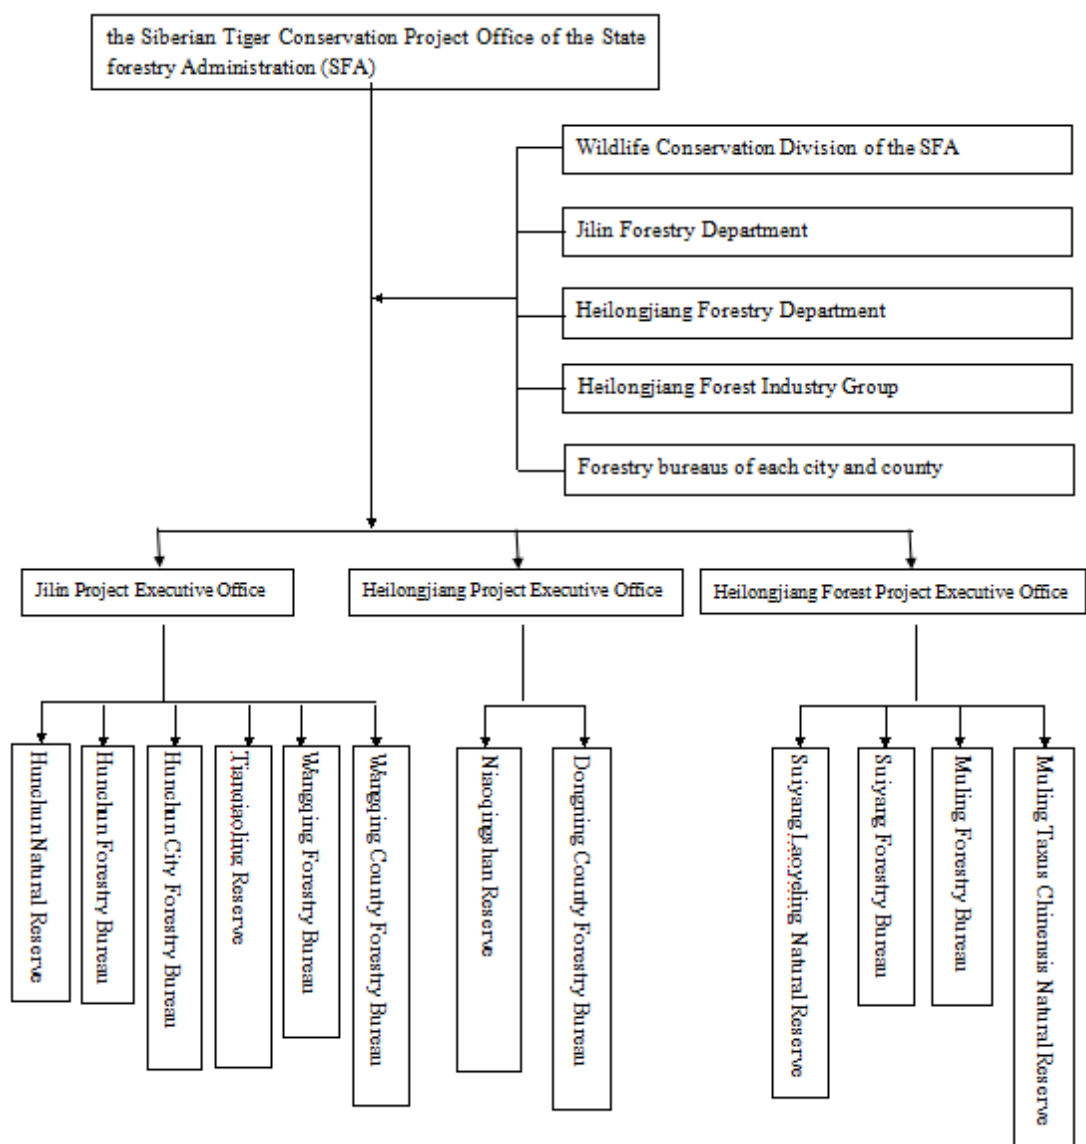 the Siberian Tiger Conservation Project Office of the State
forestry Administration (SFA)
Wildlife Conservation Division of the SFA
Jilin Forestry Department
Heilongjiang Forestry Department
Heilongjiang Forest Industry Group
Forestry bureaus of each city and county
Jilin Project Executive Office
Heilongjiang Project Executive Office
Heilongjiang Forest Project Executive Office
Hunchun Natural Reserve
Hunchun Forestry Bureau
Hunchun City Forestry Bureau
Tianqiaoling Reserve
Wangqing Forestry Bureau
Wangqing County Forestry Bureau
Niaoqingshan Reserve
Dongning County Forestry Bureau
Suiyang Laoyeling Natural Reserve
Suiyang Forestry Bureau
Muling Forestry Bureau
Muling Taxus Chinensis Natural Reserve